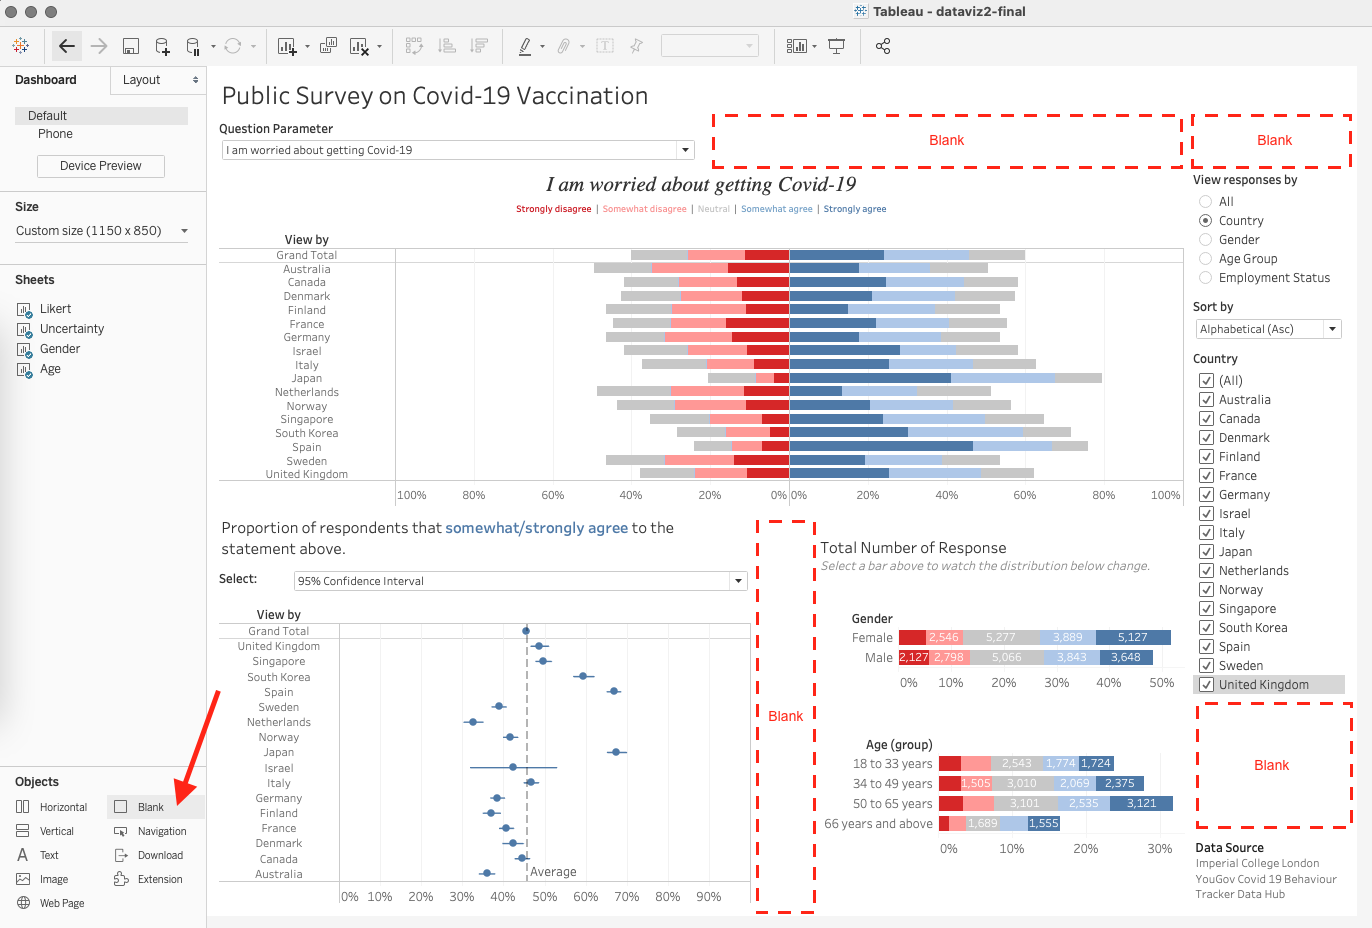 Tableau - dataviz2-final
Dashboard
Layout
Default
Phone
Device Preview
Size
Custom size (1150 x 850)
Sheets
Likert
Uncertainty
Gender
Age
Objects
Horizontal
Blank
Vertical
Navigation
Text
Download
Image
Extension
Web Page
Public Survey on Covid-19 Vaccination
Question Parameter
I am worried about getting Covid-19
Blank
Blank
I am worried about getting Covid-19
Strongly disagree | Somewhat disagree | Neutral | Somewhat agree | Strongly agree
View by
Grand Total
Australia
Canada
Denmark
Finland
France
Germany
Israel
Italy
Japan
Netherlands
Norway
Singapore
South Korea
Spain
Sweden
United Kingdom
100% 80% 60% 40% 20% 0% 0% 20% 40% 60% 80% 100%
View responses by
All
Country
Gender
Age Group
Employment Status
Sort by
Alphabetical (Asc)
Country
(All)
Australia
Canada
Denmark
Finland
France
Germany
Israel
Italy
Japan
Netherlands
Norway
Singapore
South Korea
Spain
Sweden
United Kingdom
Blank
Data Source
Imperial College London
YouGov Covid 19 Behaviour
Tracker Data Hub
Proportion of respondents that somewhat/strongly agree to the
statement above.
Select:
95% Confidence Interval
View by
Grand Total
United Kingdom
Singapore
South Korea
Spain
Sweden
Netherlands
Norway
Japan
Israel
Italy
Germany
Finland
France
Denmark
Canada
Australia
Average
0% 10% 20% 30% 40% 50% 60% 70% 80% 90%
Blank
Total Number of Response
Select a bar above to watch the distribution below change.
Gender
Female 2,546 5,277 3,889 5,127
Male 2,127 2,798 5,066 3,843 3,648
0% 10% 20% 30% 40% 50%
Age (group)
18 to 33 years 2,543 1,774 1,724
34 to 49 years 1,505 3,010 2,069 2,375
50 to 65 years 3,101 2,535 3,121
66 years and above 1,689 1,555
0% 10% 20% 30%